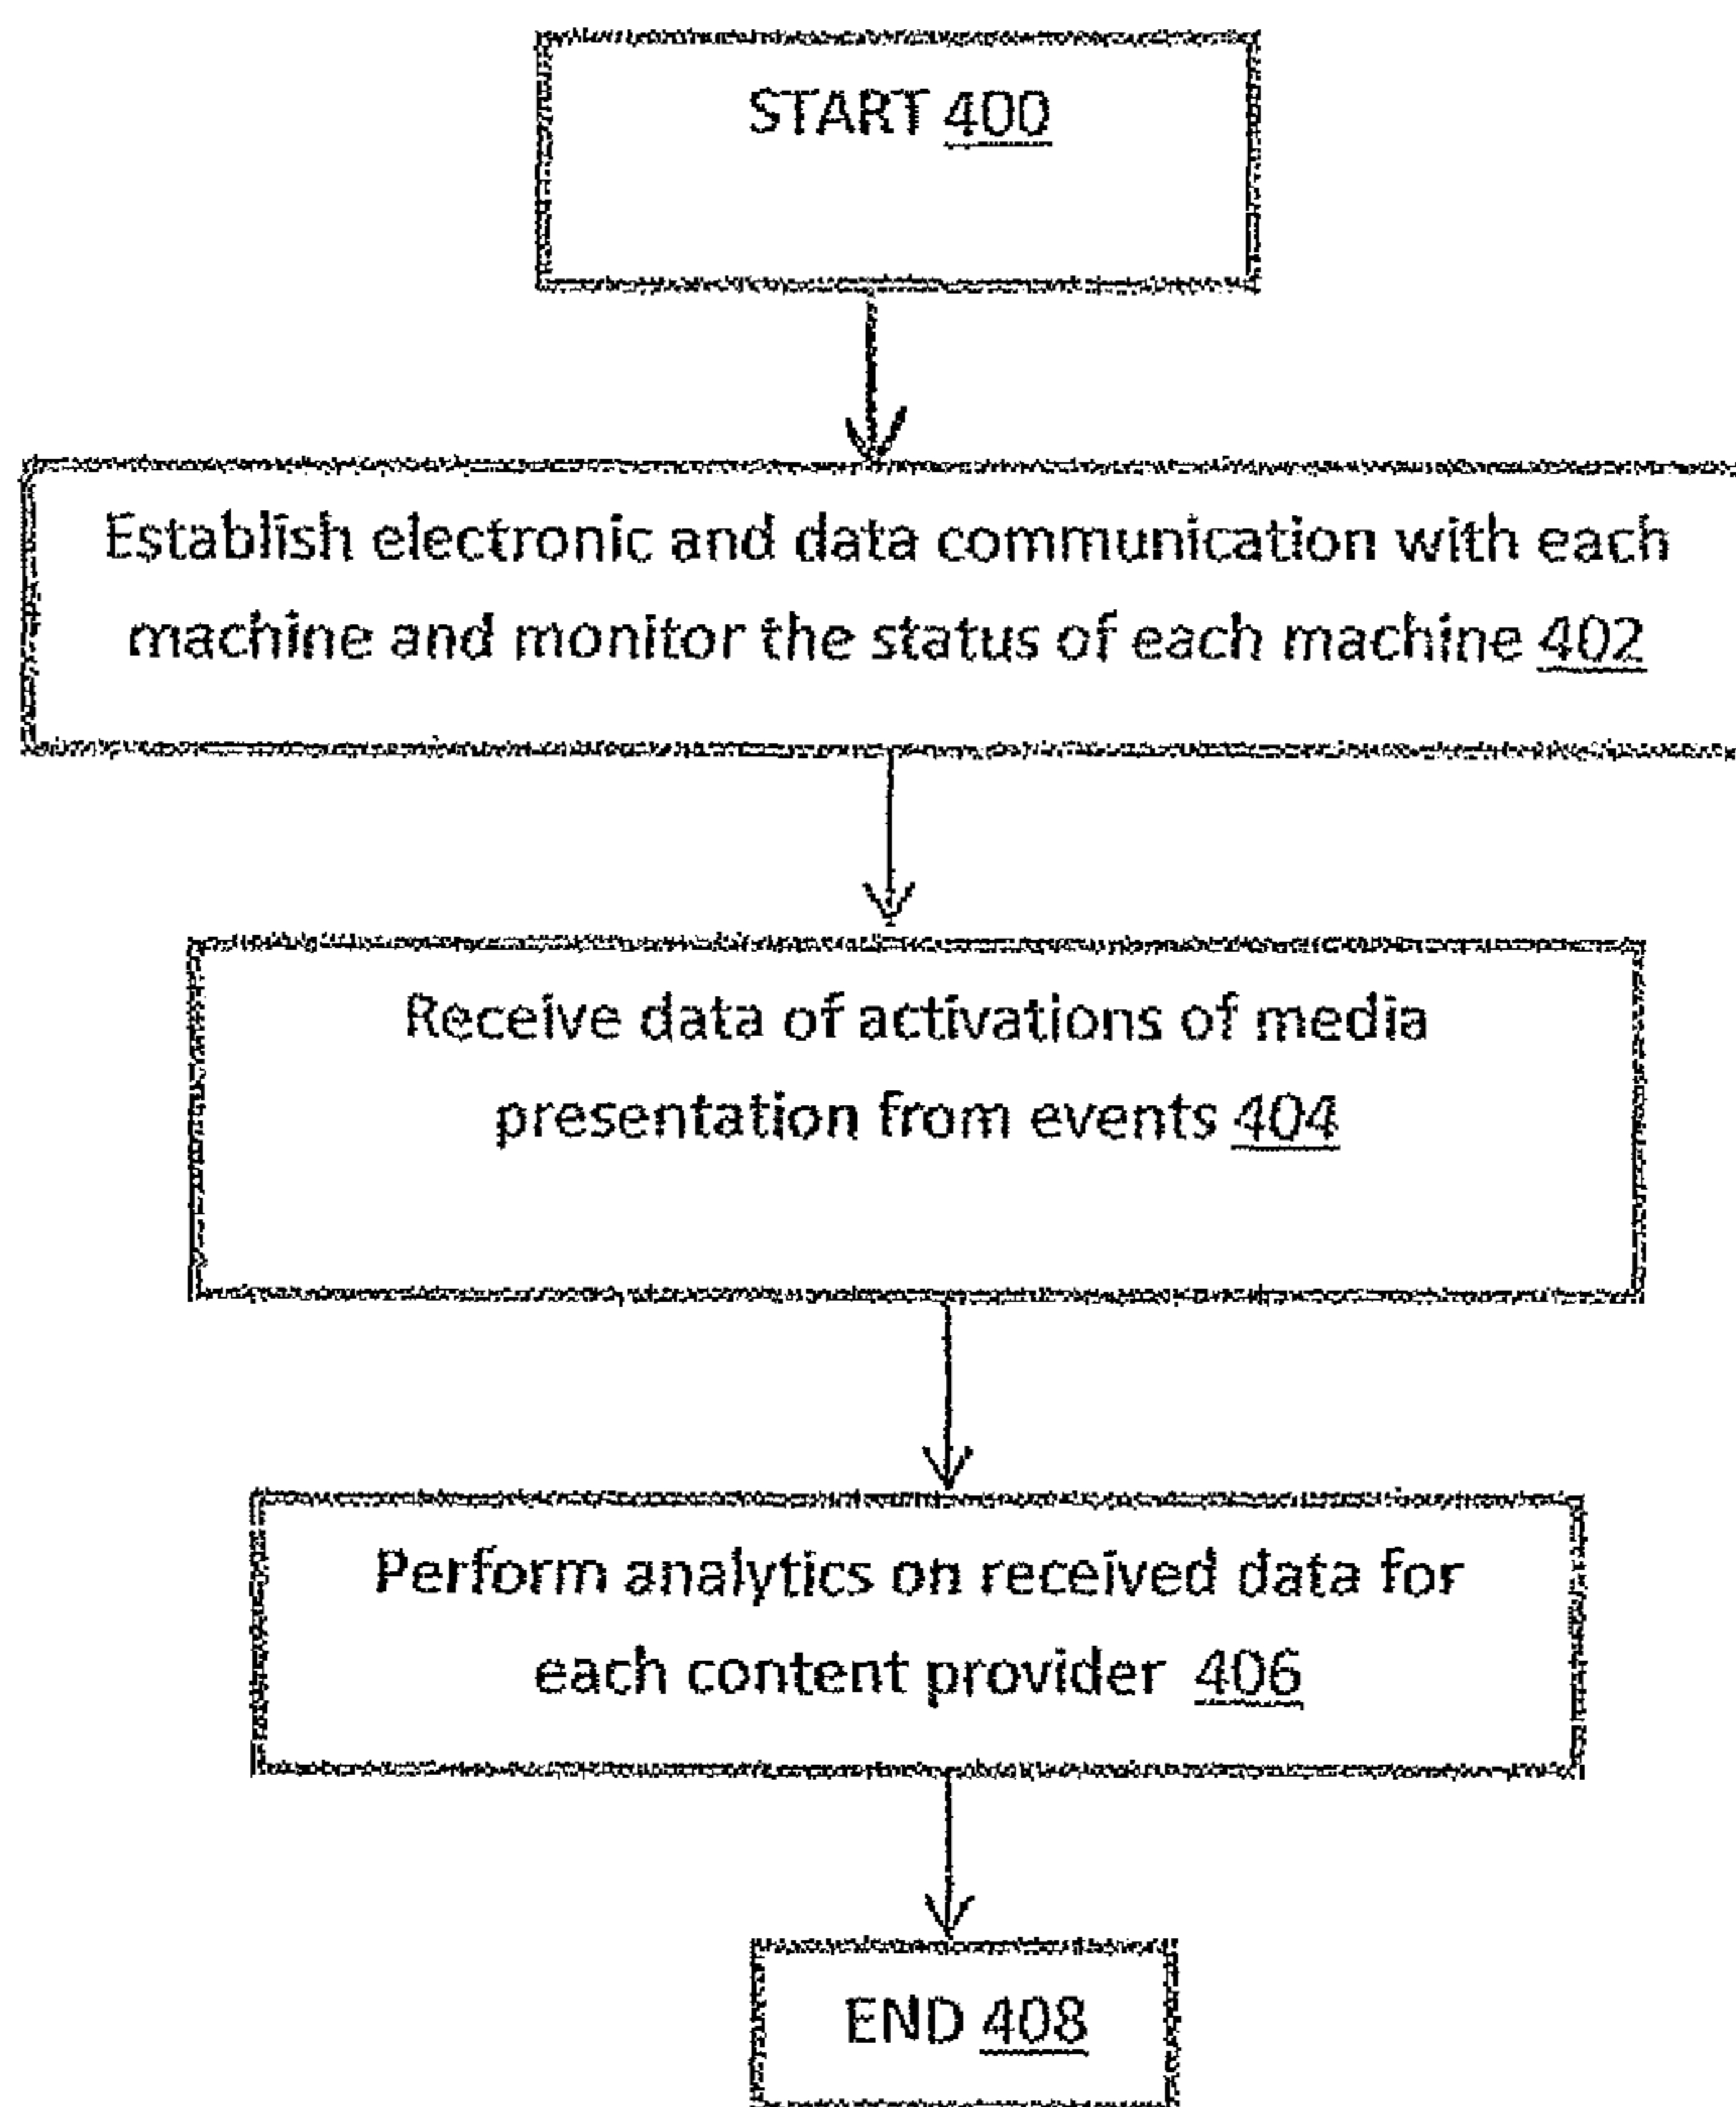 START 400
Establish electronic and data communication with each
machine and monitor the status of each machine 402
Receive data of activations of media
presentation from events 404
Perform analytics on received data for
each content provider 406
END 408